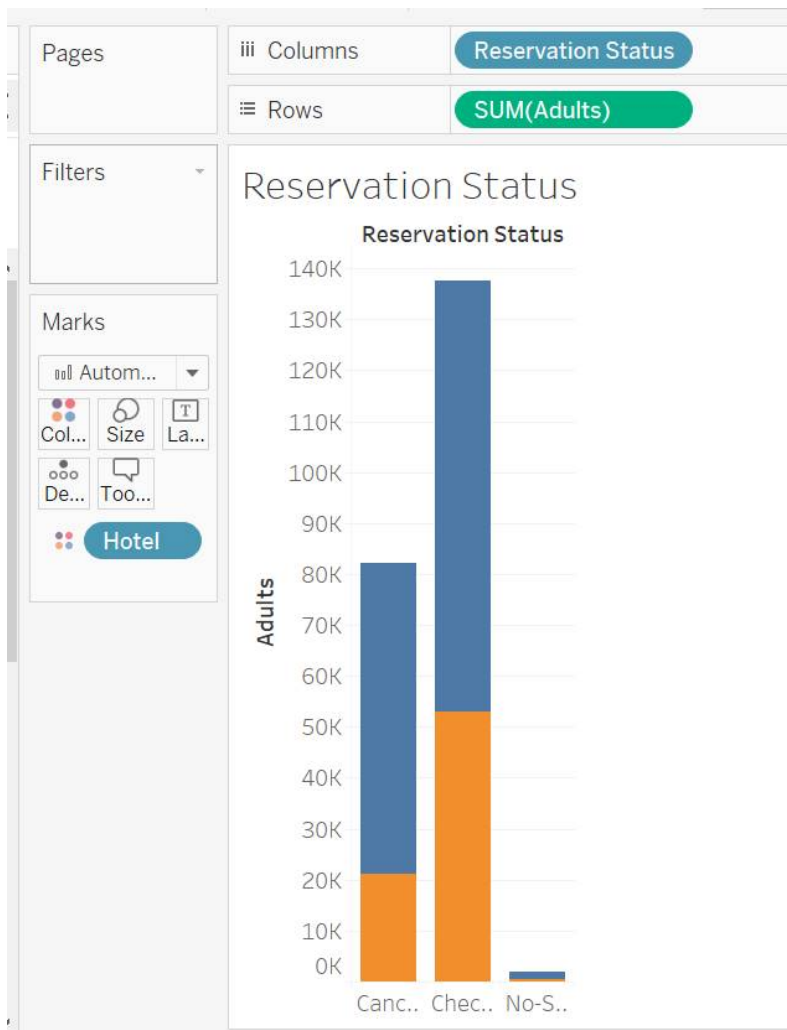 Pages
Columns
Reservation Status
Rows
SUM(Adults)
Filters
Marks
Autom...
Col...
Size
La...
De...
Too...
Hotel
Reservation Status
Reservation Status
140K
130K
120K
110K
100K
90K
80K
70K
60K
50K
40K
30K
20K
10K
0K
Adults
Canc..
Chec..
No-S..